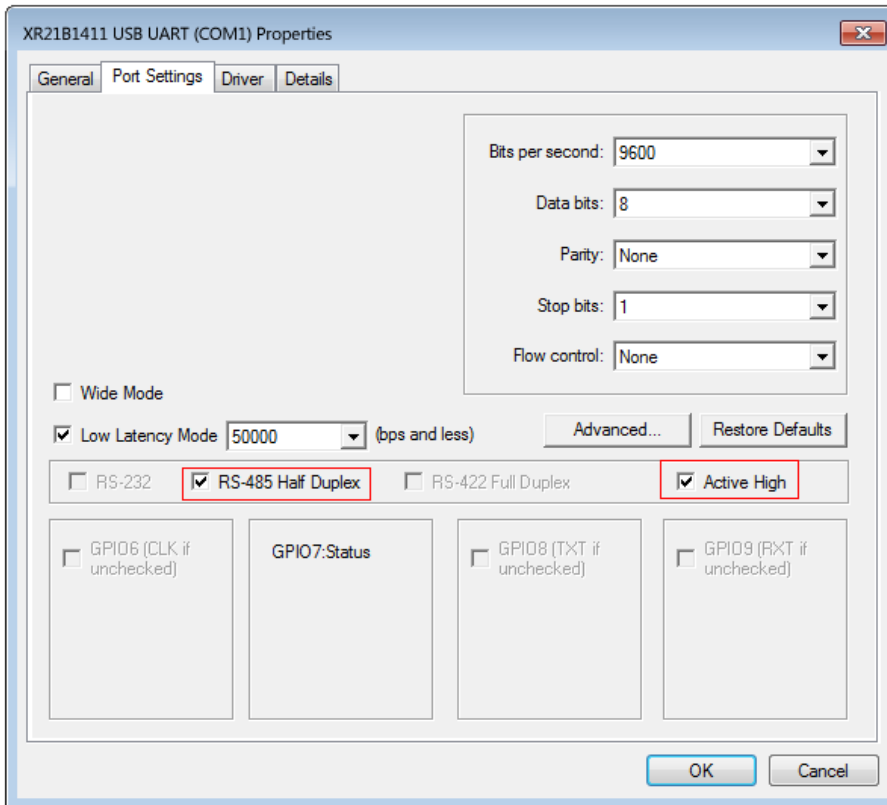 XR21B1411 USB UART (COM1) Properties
General Port Settings Driver Details
Bits per second: 9600
Data bits: 8
Parity: None
Stop bits: 1
Flow control: None
Wide Mode
Low Latency Mode 50000 (bps and less) Advanced... Restore Defaults
RS-232 RS-485 Half Duplex RS-422 Full Duplex Active High
GPIO6 (CLK if
unchecked)
GPIO7:Status
GPIO8 (TXT if
unchecked)
GPIO9 (RXT if
unchecked)
OK Cancel